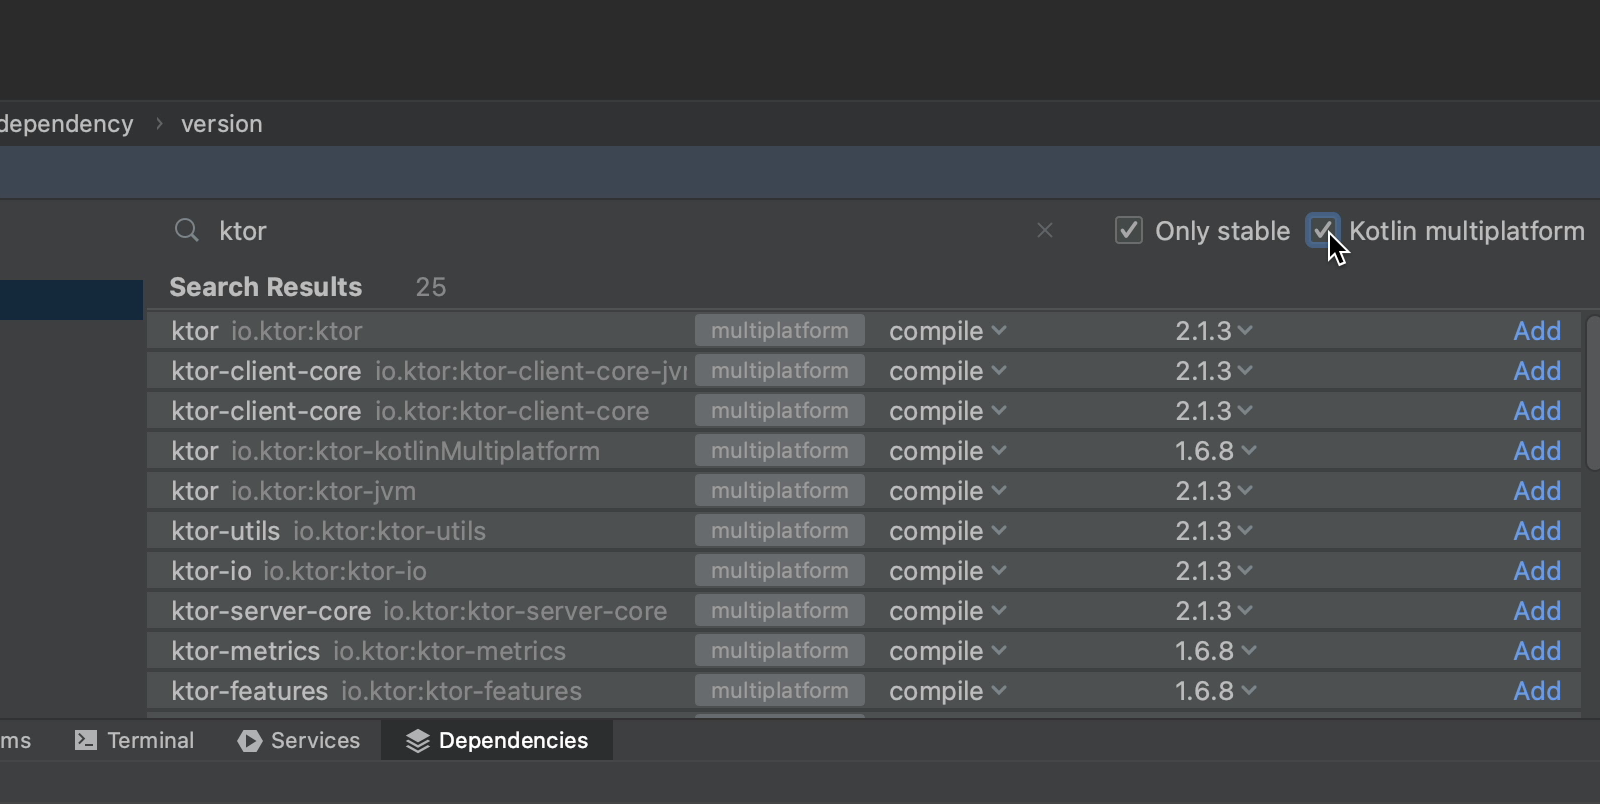 dependency › version
ktor × Only stable Kotlin multiplatform
Search Results 25
ktor io.ktor:ktor multiplatform compile 2.1.3 Add
ktor-client-core io.ktor:ktor-client-core-jv multiplatform compile 2.1.3 Add
ktor-client-core io.ktor:ktor-client-core multiplatform compile 2.1.3 Add
ktor io.ktor:ktor-kotlinMultiplatform multiplatform compile 1.6.8 Add
ktor io.ktor:ktor-jvm multiplatform compile 2.1.3 Add
ktor-utils io.ktor:ktor-utils multiplatform compile 2.1.3 Add
ktor-io io.ktor:ktor-io multiplatform compile 2.1.3 Add
ktor-server-core io.ktor:ktor-server-core multiplatform compile 2.1.3 Add
ktor-metrics io.ktor:ktor-metrics multiplatform compile 1.6.8 Add
ktor-features io.ktor:ktor-features multiplatform compile 1.6.8 Add
ms Terminal Services Dependencies